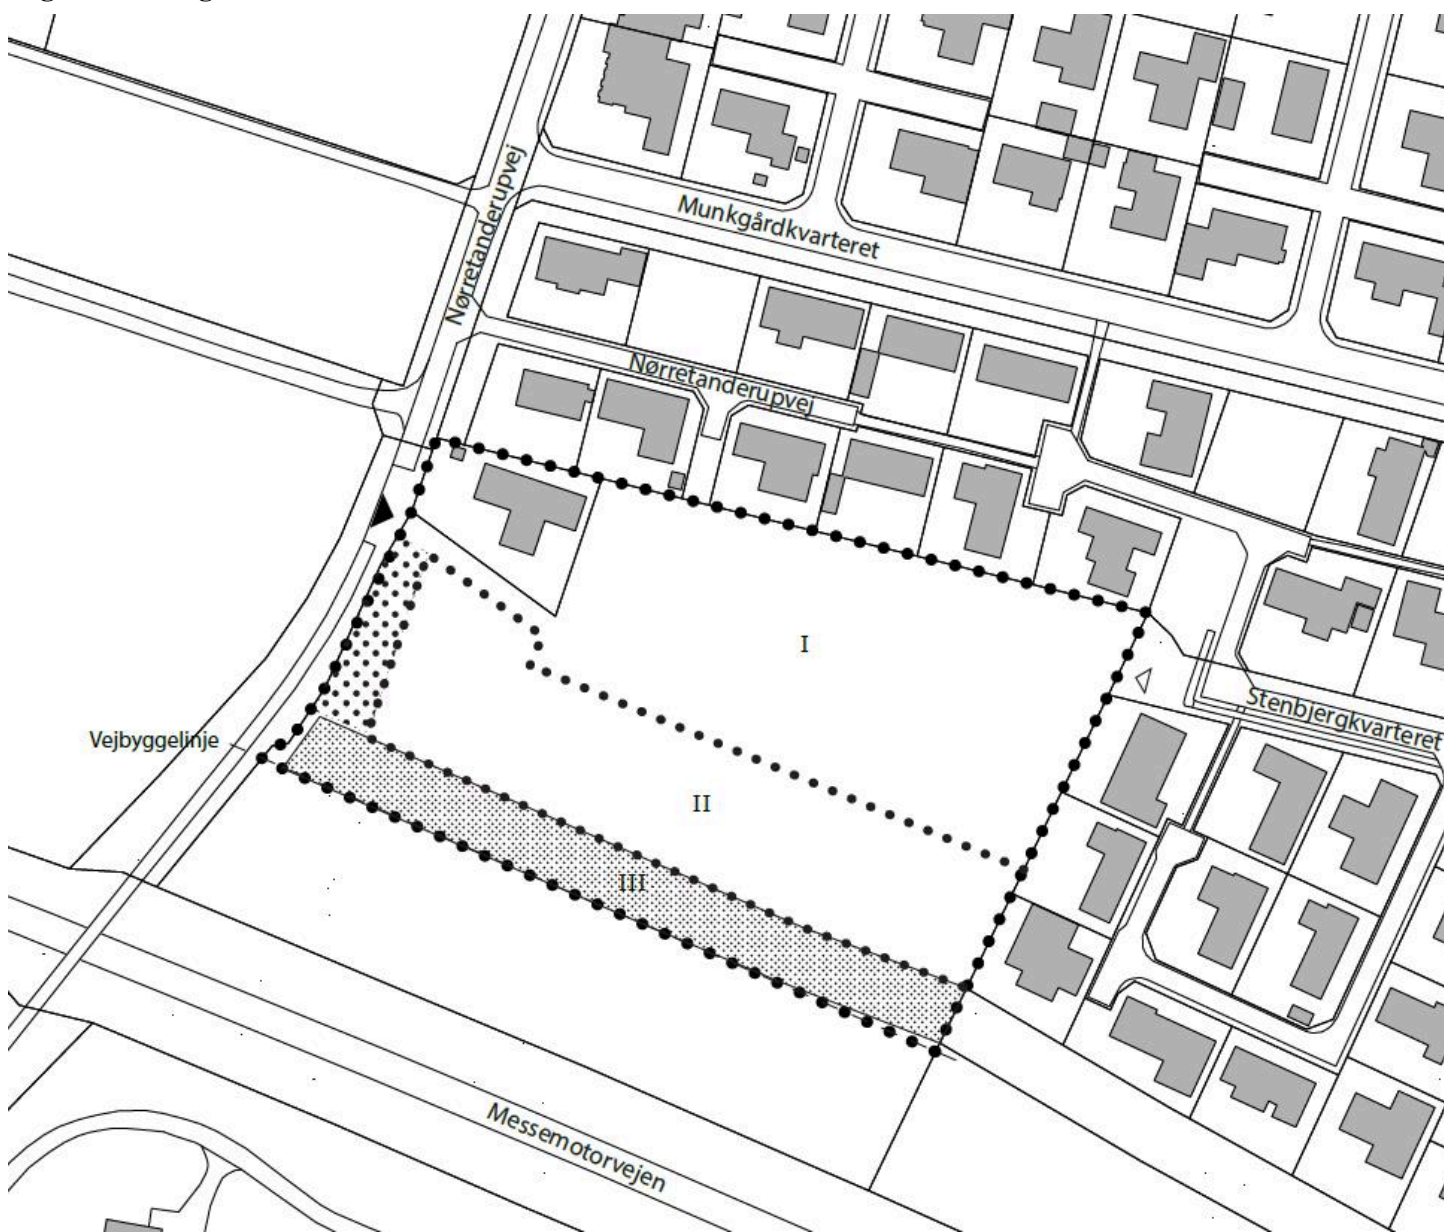 Nørretanderupvej
Munkgårdkvarteret
Nørretanderupvej
I
Stenbjergkvarteret
Vejbyggelinje
II
III
Messemotorvejen